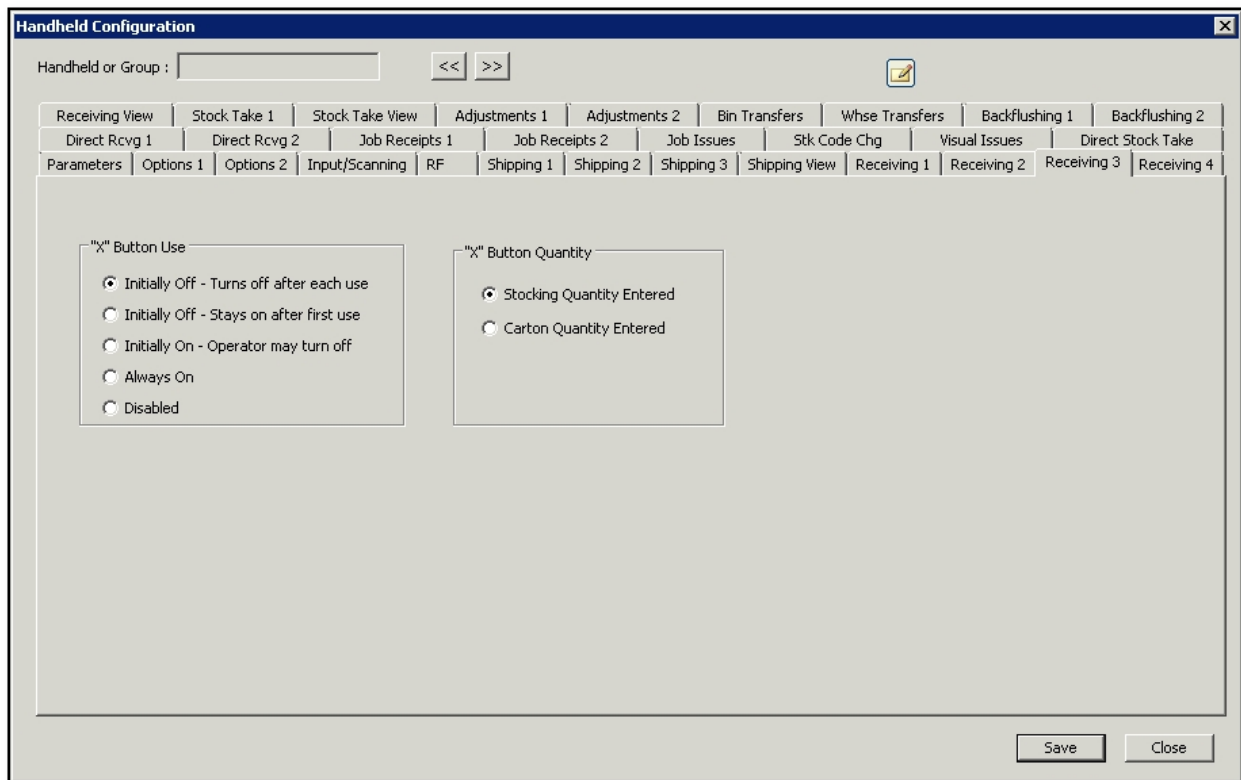 Handheld Configuration
Handheld or Group :
<< >>
Receiving View Stock Take 1 Stock Take View Adjustments 1 Adjustments 2 Bin Transfers Whse Transfers Backflushing 1 Backflushing 2
Direct Rcvg 1 Direct Rcvg 2 Job Receipts 1 Job Receipts 2 Job Issues Stk Code Chg Visual Issues Direct Stock Take
Parameters Options 1 Options 2 Input/Scanning RF Shipping 1 Shipping 2 Shipping 3 Shipping View Receiving 1 Receiving 2 Receiving 3 Receiving 4
"X" Button Use
Initially Off - Turns off after each use
Initially Off - Stays on after first use
Initially On - Operator may turn off
Always On
Disabled
"X" Button Quantity
Stocking Quantity Entered
Carton Quantity Entered
Save Close